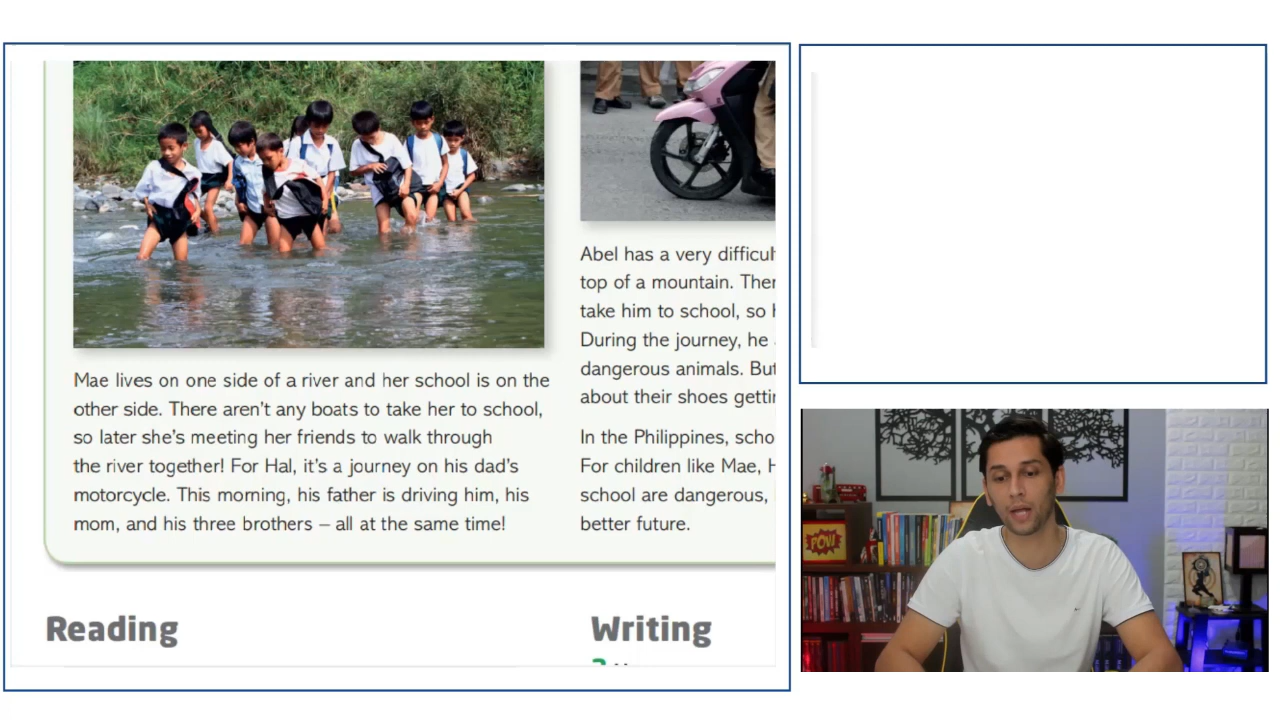 Mae lives on one side of a river and her school is on the
other side. There aren't any boats to take her to school,
so later she's meeting her friends to walk through
the river together! For Hal, it's a journey on his dad's
motorcycle. This morning, his father is driving him, his
mom, and his three brothers – all at the same time!
Abel has a very difficult
top of a mountain. Ther
take him to school, so
During the journey, he
dangerous animals. But
about their shoes getti
In the Philippines, scho
For children like Mae, H
school are dangerous,
better future.
Reading
Writing
POW!